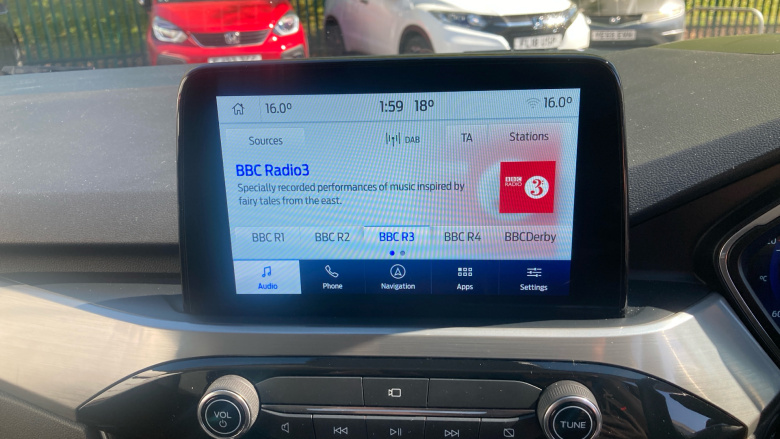 16.0°
1:59
18°
16.0°
Sources
DAB
TA
Stations
BBC Radio3
Specially recorded performances of music inspired by
fairy tales from the east.
BBC
RADIO
3
BBC R1
BBC R2
BBC R3
BBC R4
BBCDerby
Audio
Phone
Navigation
Apps
Settings
VOL
TUNE